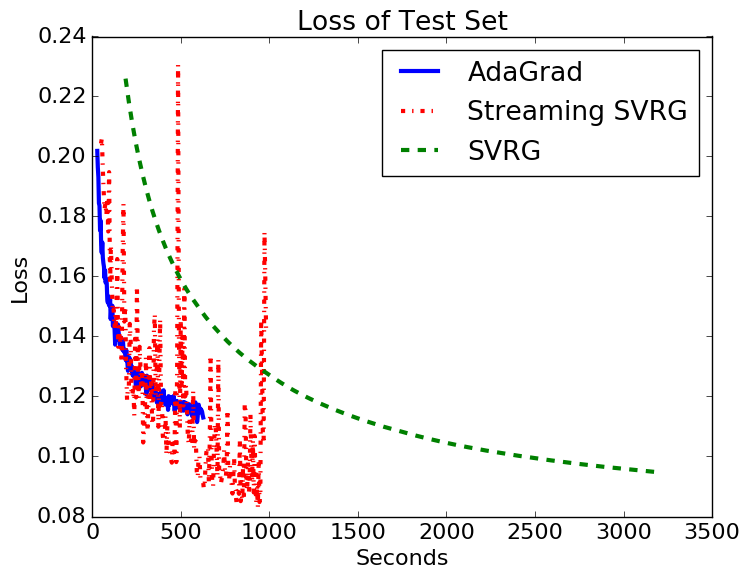 Loss of Test Set
0.24
0.22
0.20
0.18
0.16
0.14
0.12
0.10
0.08
Loss
AdaGrad
Streaming SVRG
SVRG
0 500 1000 1500 2000 2500 3000 3500
Seconds